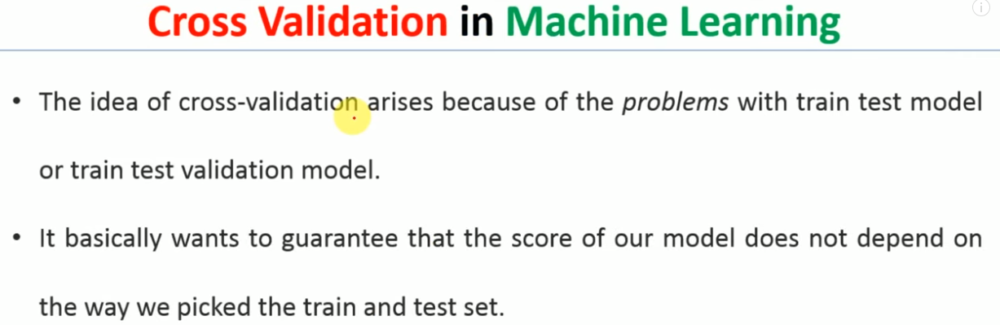 Cross Validation in Machine Learning
• The idea of cross-validation arises because of the problems with train test model
or train test validation model.
• It basically wants to guarantee that the score of our model does not depend on
the way we picked the train and test set.